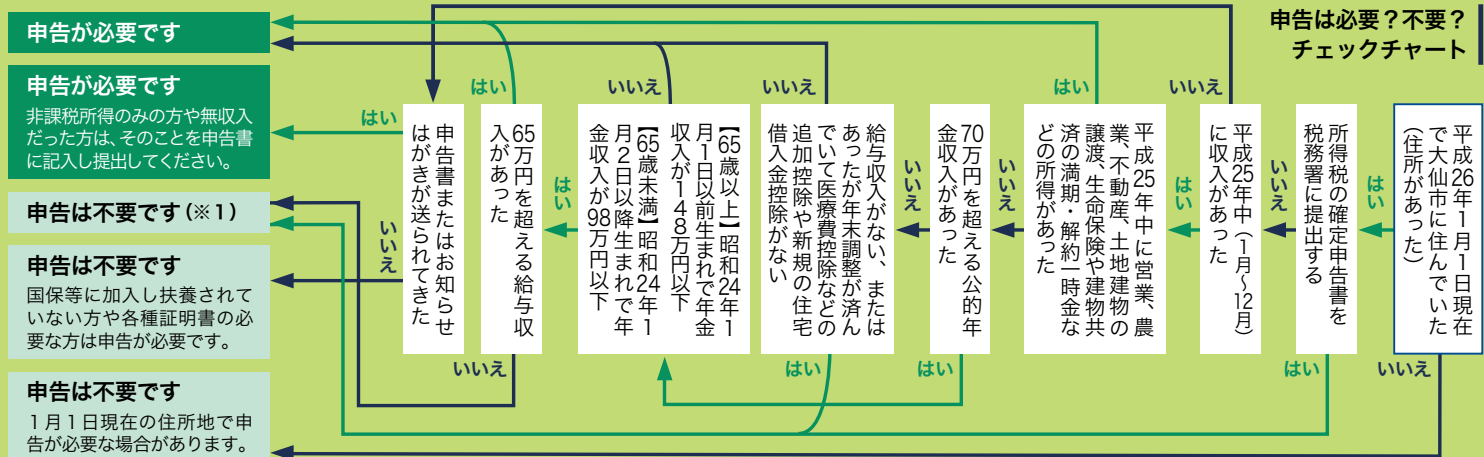 申告は必要？不要？
チェックチャート
平成26年１月１日現在
で大仙市に住んでいた
（住所があった）
はい
いいえ
所得税の確定申告書を
税務署に提出する
いいえ
はい
平成25年中（１月～12月）
に収入があった
いいえ
はい
平成25年中に営業、農
業、不動産、土地建物の
譲渡、生命保険や建物共
済の満期・解約一時金な
どの所得があった
はい
いいえ
70万円を超える公的年
金収入があった
いいえ
はい
給与収入がない、または
あったが年末調整が済ん
でいて医療費控除などの
追加控除や新規の住宅
借入金控除がない
いいえ
はい
【65歳以上】昭和24年１
月１日以前生まれで年金
収入が１４８万円以下
【65歳未満】昭和24年１
月２日以降生まれで年
金収入が98万円以下
いいえ
はい
65万円を超える給与収
入があった
はい
いいえ
申告書またはお知らせ
はがきが送られてきた
はい
いいえ
申告が必要です
申告が必要です
非課税所得のみの方や無収入
だった方は、そのことを申告書
に記入し提出してください。
申告は不要です（※１）
申告は不要です
国保等に加入し扶養されて
いない方や各種証明書の必
要な方は申告が必要です。
申告は不要です
１月１日現在の住所地で申
告が必要な場合があります。